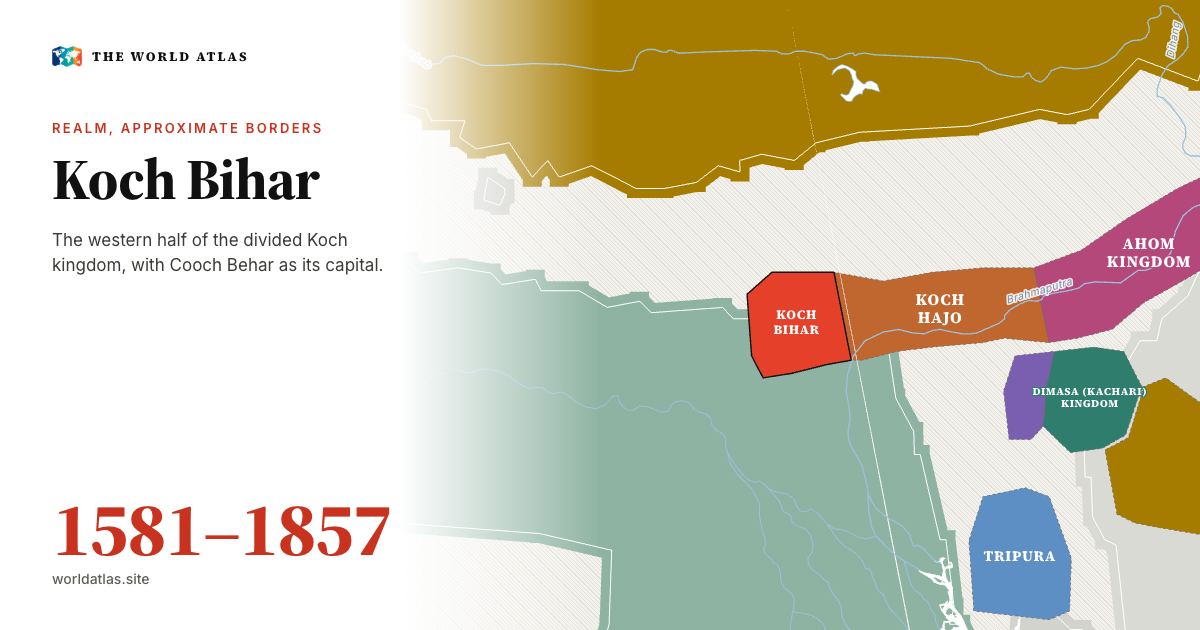 THE WORLD ATLAS
REALM, APPROXIMATE BORDERS
Koch Bihar
The western half of the divided Koch
kingdom, with Cooch Behar as its capital.
1581–1857
worldatlas.site
Dihang
AHOM
KINGDOM
Brahmaputra
KOCH
HAJO
KOCH
BIHAR
DIMASA (KACHARI)
KINGDOM
TRIPURA